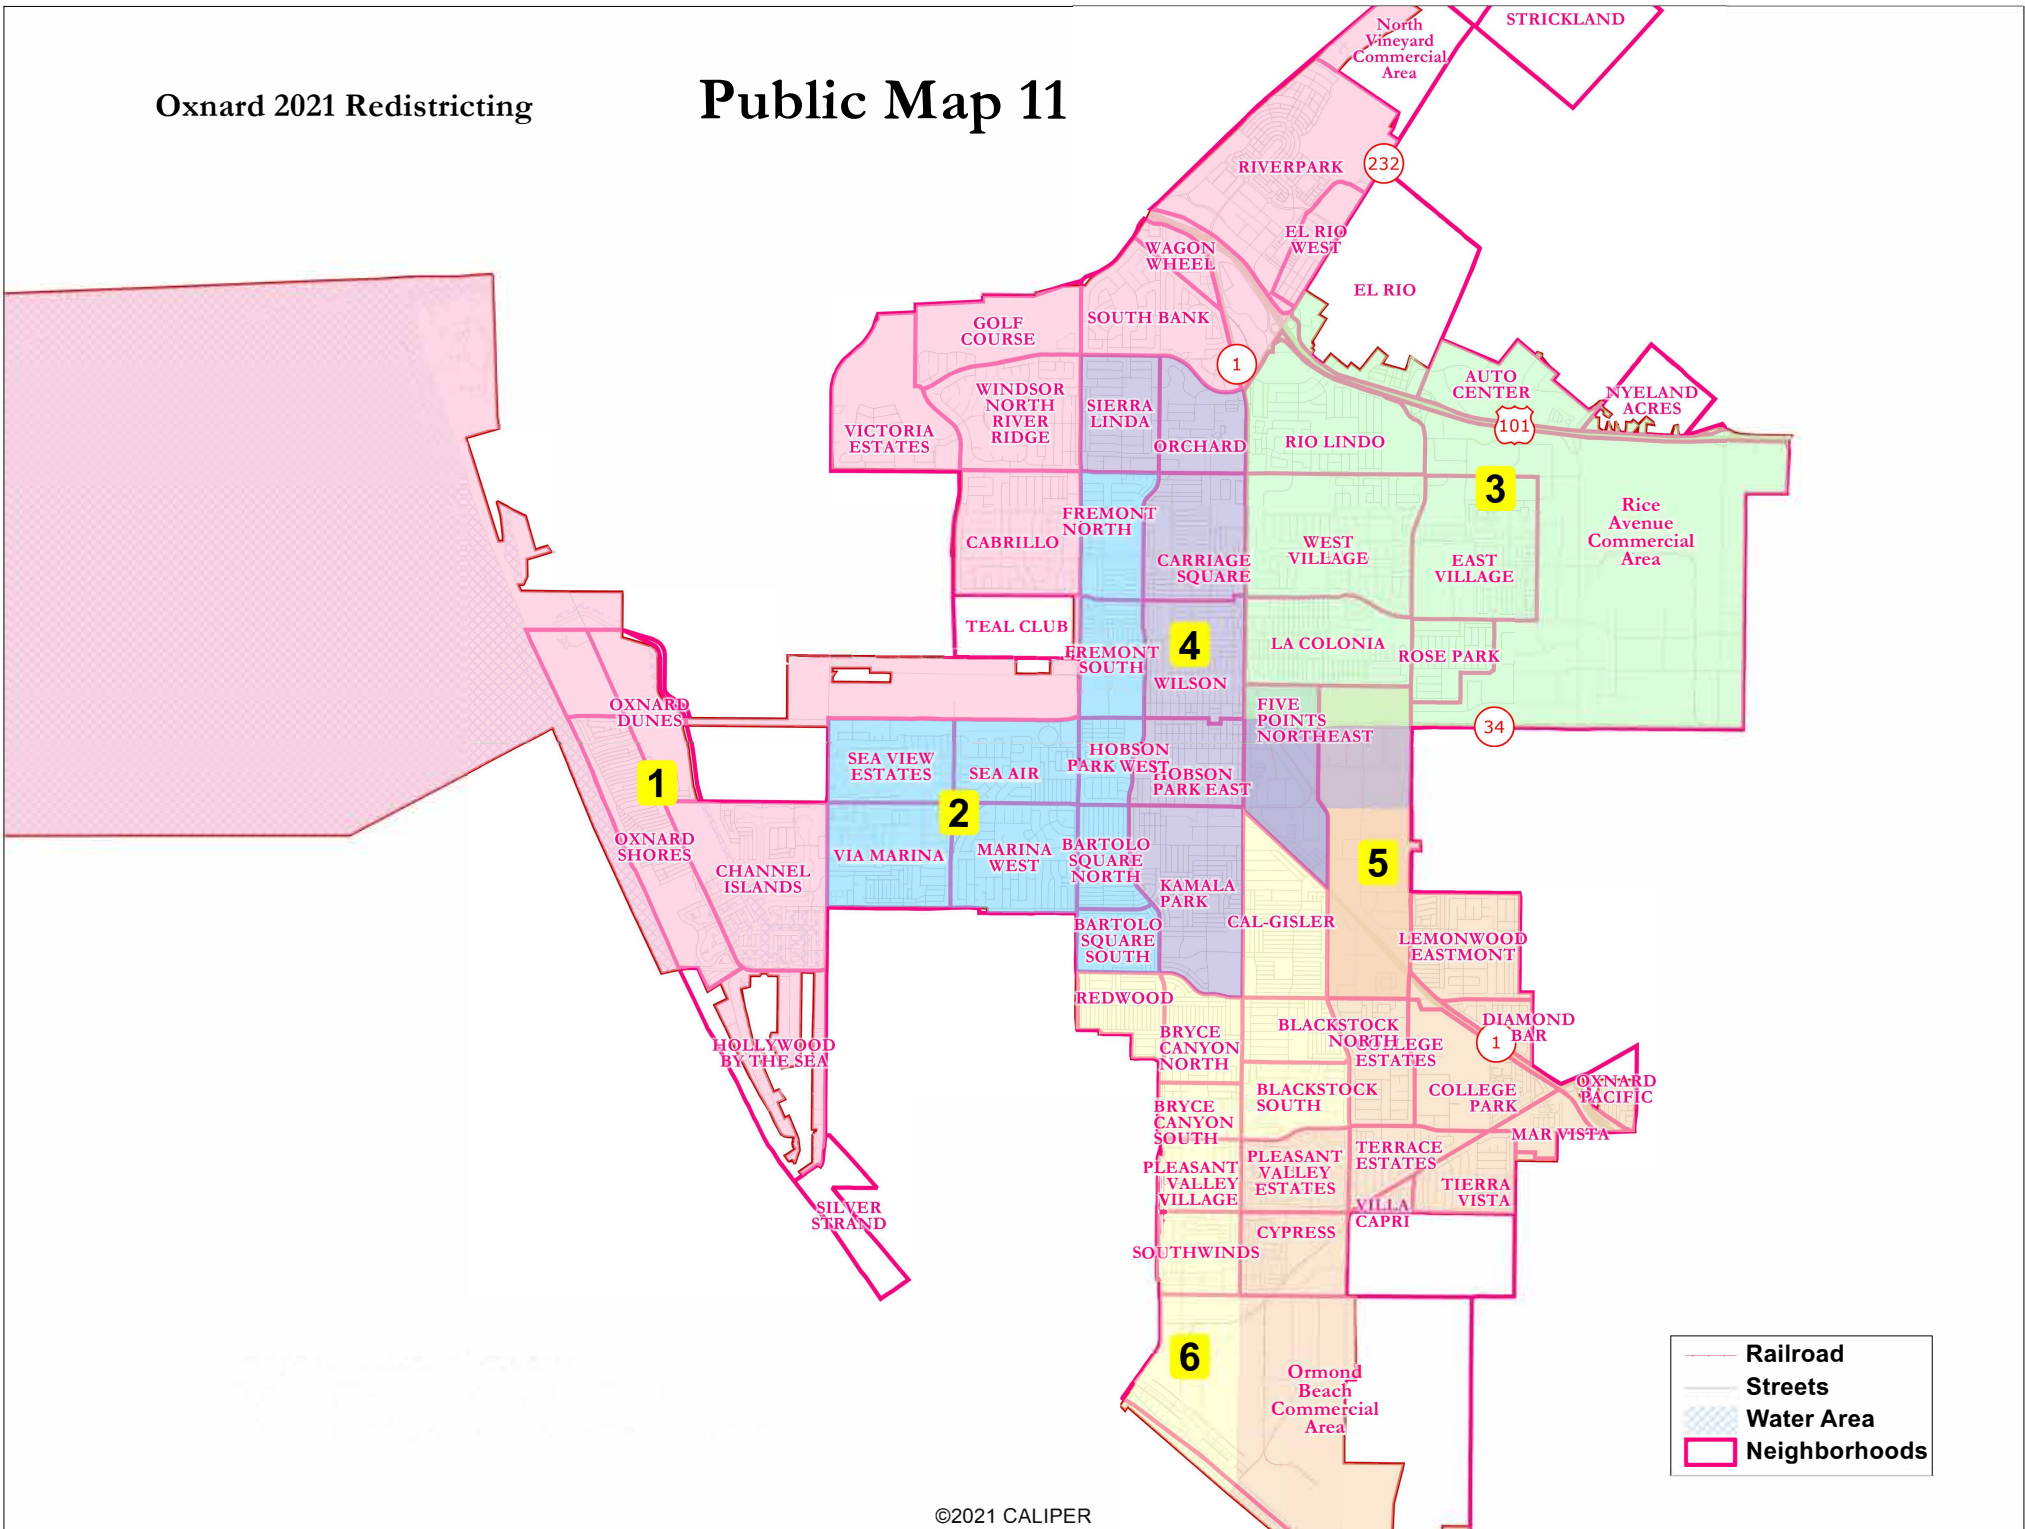 Oxnard 2021 Redistricting
Public Map 11
STRICKLAND
North
Vineyard
Commercial
Area
RIVERPARK
232
EL RIO
WEST
WAGON
WHEEL
EL RIO
GOLF
COURSE
SOUTH BANK
1
AUTO
CENTER
NYELAND
ACRES
101
WINDSOR
NORTH
RIVER
RIDGE
SIERRA
LINDA
VICTORIA
ESTATES
ORCHARD
RIO LINDO
3
Rice
Avenue
Commercial
Area
FREMONT
NORTH
CABRILLO
CARRIAGE
SQUARE
WEST
VILLAGE
EAST
VILLAGE
TEAL CLUB
FREMONT
SOUTH
4
WILSON
LA COLONIA
ROSE PARK
OXNARD
DUNES
FIVE
POINTS
NORTHEAST
34
SEA VIEW
ESTATES
SEA AIR
HOBSON
PARK WEST
HOBSON
PARK EAST
1
2
OXNARD
SHORES
CHANNEL
ISLANDS
VIA MARINA
MARINA
WEST
BARTOLO
SQUARE
NORTH
KAMALA
PARK
5
CAL-GISLER
BARTOLO
SQUARE
SOUTH
LEMONWOOD
EASTMONT
REDWOOD
BRYCE
CANYON
NORTH
BLACKSTOCK
NORTH
COLLEGE
ESTATES
DIAMOND
BAR
1
HOLLYWOOD
BY THE SEA
BLACKSTOCK
SOUTH
COLLEGE
PARK
OXNARD
PACIFIC
BRYCE
CANYON
SOUTH
MAR VISTA
PLEASANT
VALLEY
VILLAGE
PLEASANT
VALLEY
ESTATES
TERRACE
ESTATES
TIERRA
VISTA
SILVER
STRAND
VILLA
CAPRI
CYPRESS
SOUTHWINDS
6
Ormond
Beach
Commercial
Area
Railroad
Streets
Water Area
Neighborhoods
©2021 CALIPER